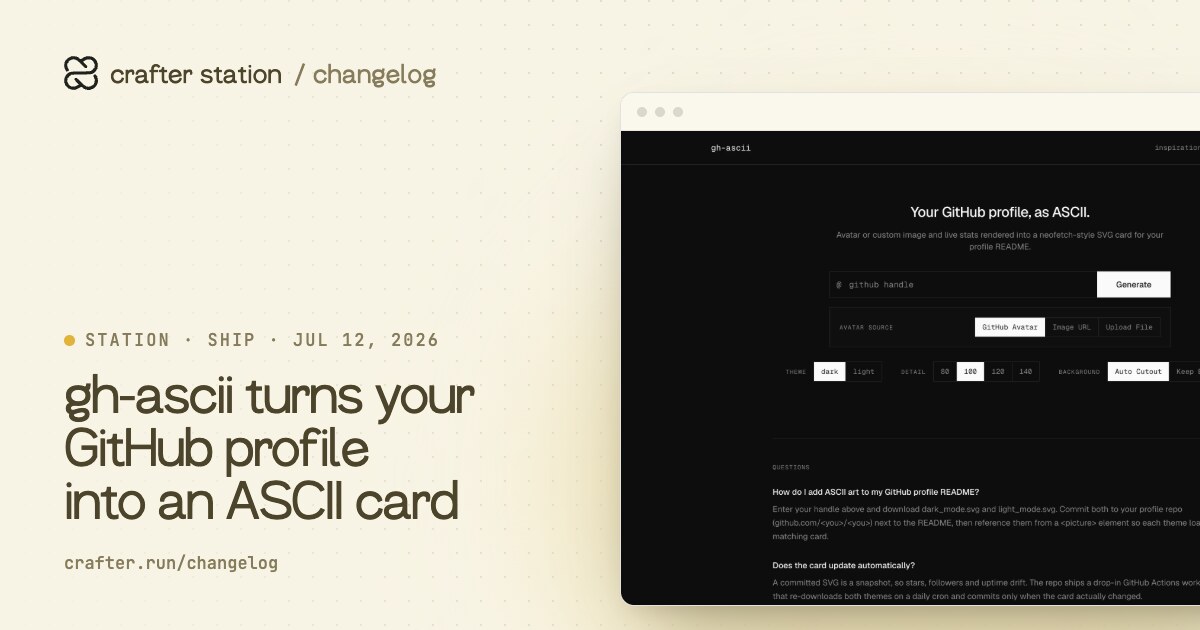 crafter station / changelog
STATION · SHIP · JUL 12, 2026
gh-ascii turns your
GitHub profile
into an ASCII card
crafter.run/changelog
gh-ascii
inspiration
Your GitHub profile, as ASCII.
Avatar or custom image and live stats rendered into a neofetch-style SVG card for your
profile README.
@ github handle
Generate
AVATAR SOURCE
GitHub Avatar Image URL Upload File
THEME dark light DETAIL 80 100 120 140 BACKGROUND Auto Cutout Keep
QUESTIONS
How do I add ASCII art to my GitHub profile README?
Enter your handle above and download dark_mode.svg and light_mode.svg. Commit both to your profile repo
(github.com/<you>/<you>) next to the README, then reference them from a <picture> element so each theme
matching card.
Does the card update automatically?
A committed SVG is a snapshot, so stars, followers and uptime drift. The repo ships a drop-in GitHub Actions
that re-downloads both themes on a daily cron and commits only when the card actually changed.